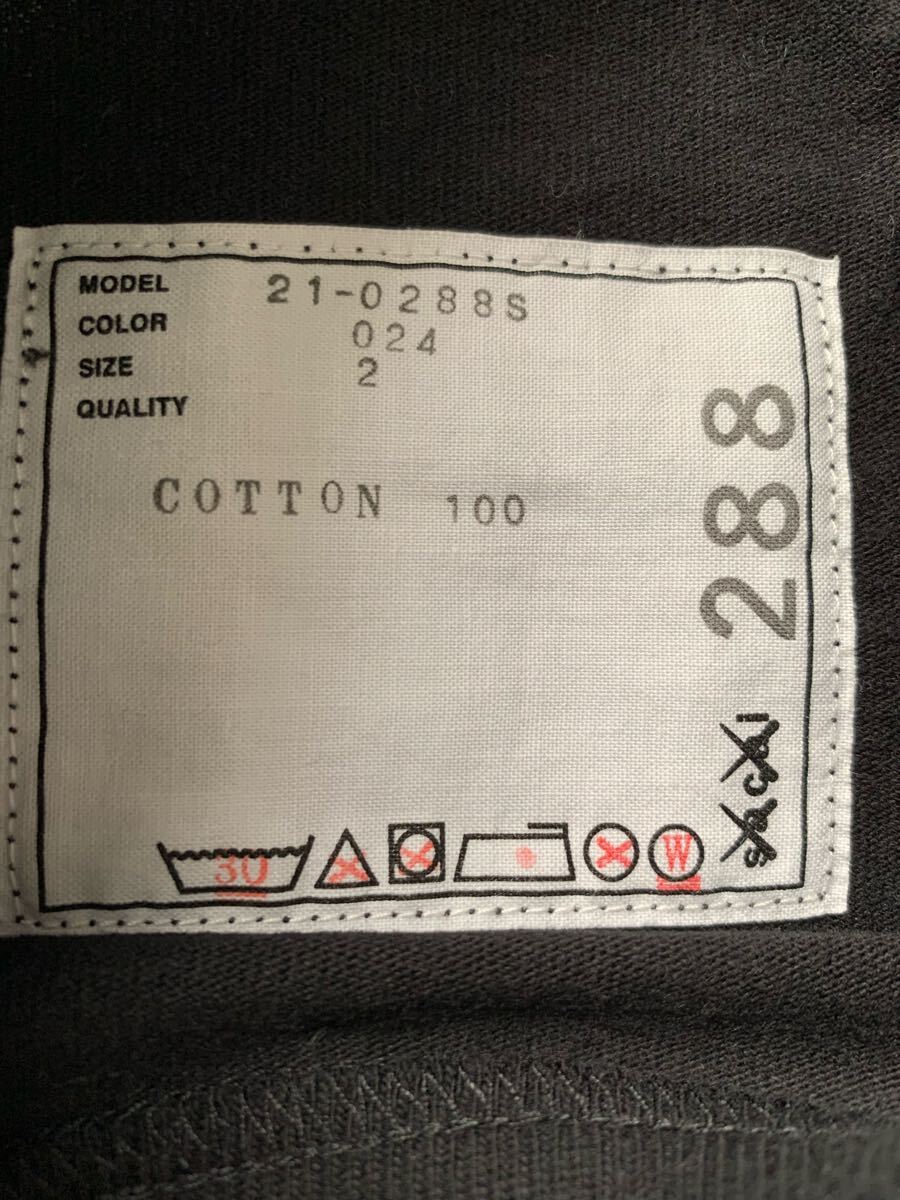 MODEL 21-0288S
COLOR 024
SIZE 2
QUALITY
COTTON 100
288
sacai
30
W